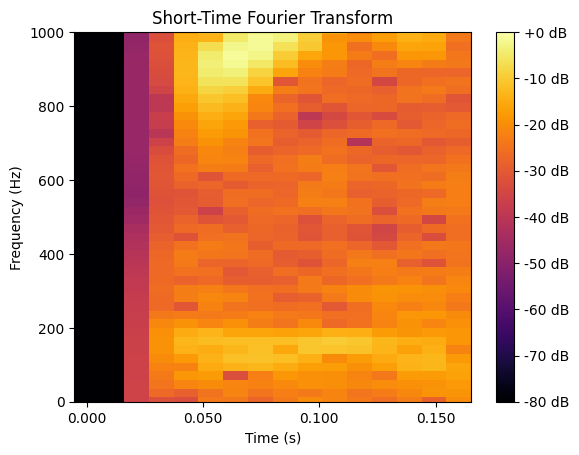 Short-Time Fourier Transform
Frequency (Hz)
1000
800
600
400
200
0
0.000
0.050
0.100
0.150
Time (s)
+0 dB
-10 dB
-20 dB
-30 dB
-40 dB
-50 dB
-60 dB
-70 dB
-80 dB